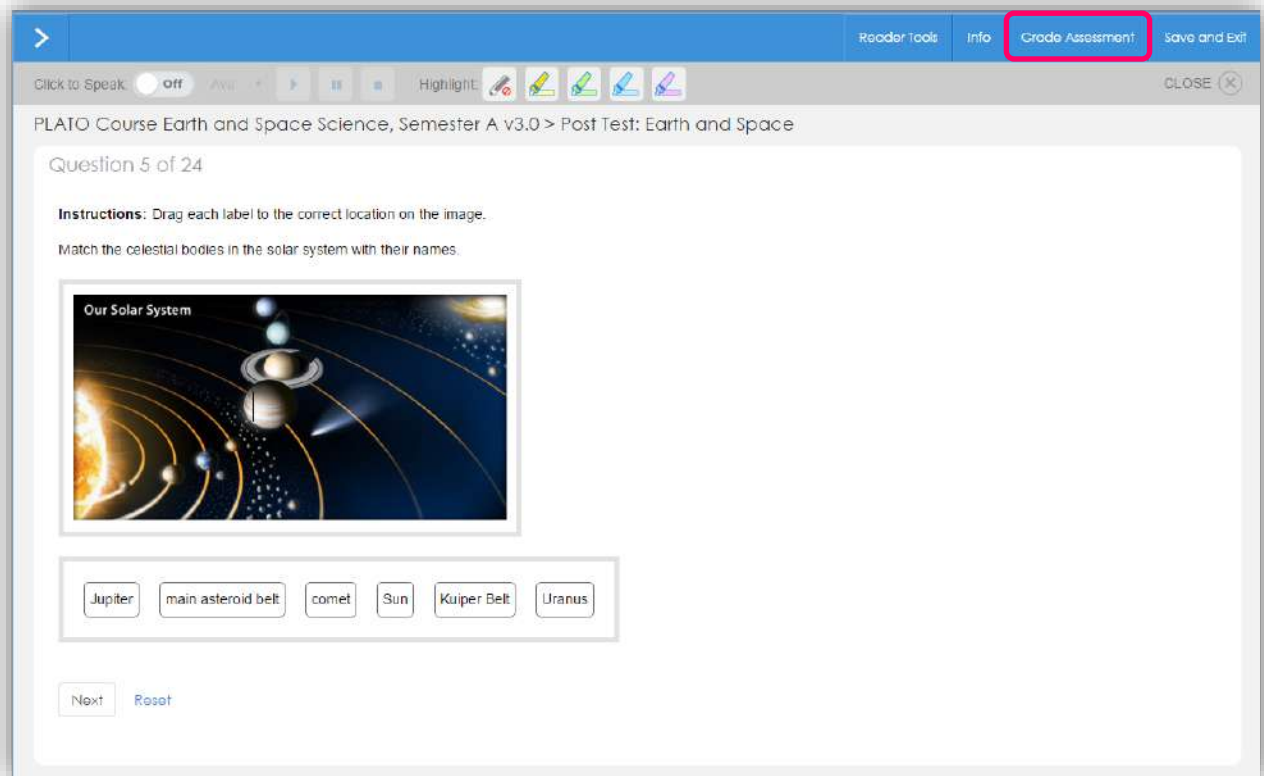 Reader Tools Info Grade Assessment Save and Exit
Click to Speak: Off Highlight: CLOSE
PLATO Course Earth and Space Science, Semester A v3.0 > Post Test: Earth and Space
Question 5 of 24
Instructions: Drag each label to the correct location on the image.
Match the celestial bodies in the solar system with their names.
Our Solar System
Jupiter main asteroid belt comet Sun Kuiper Belt Uranus
Next Reset